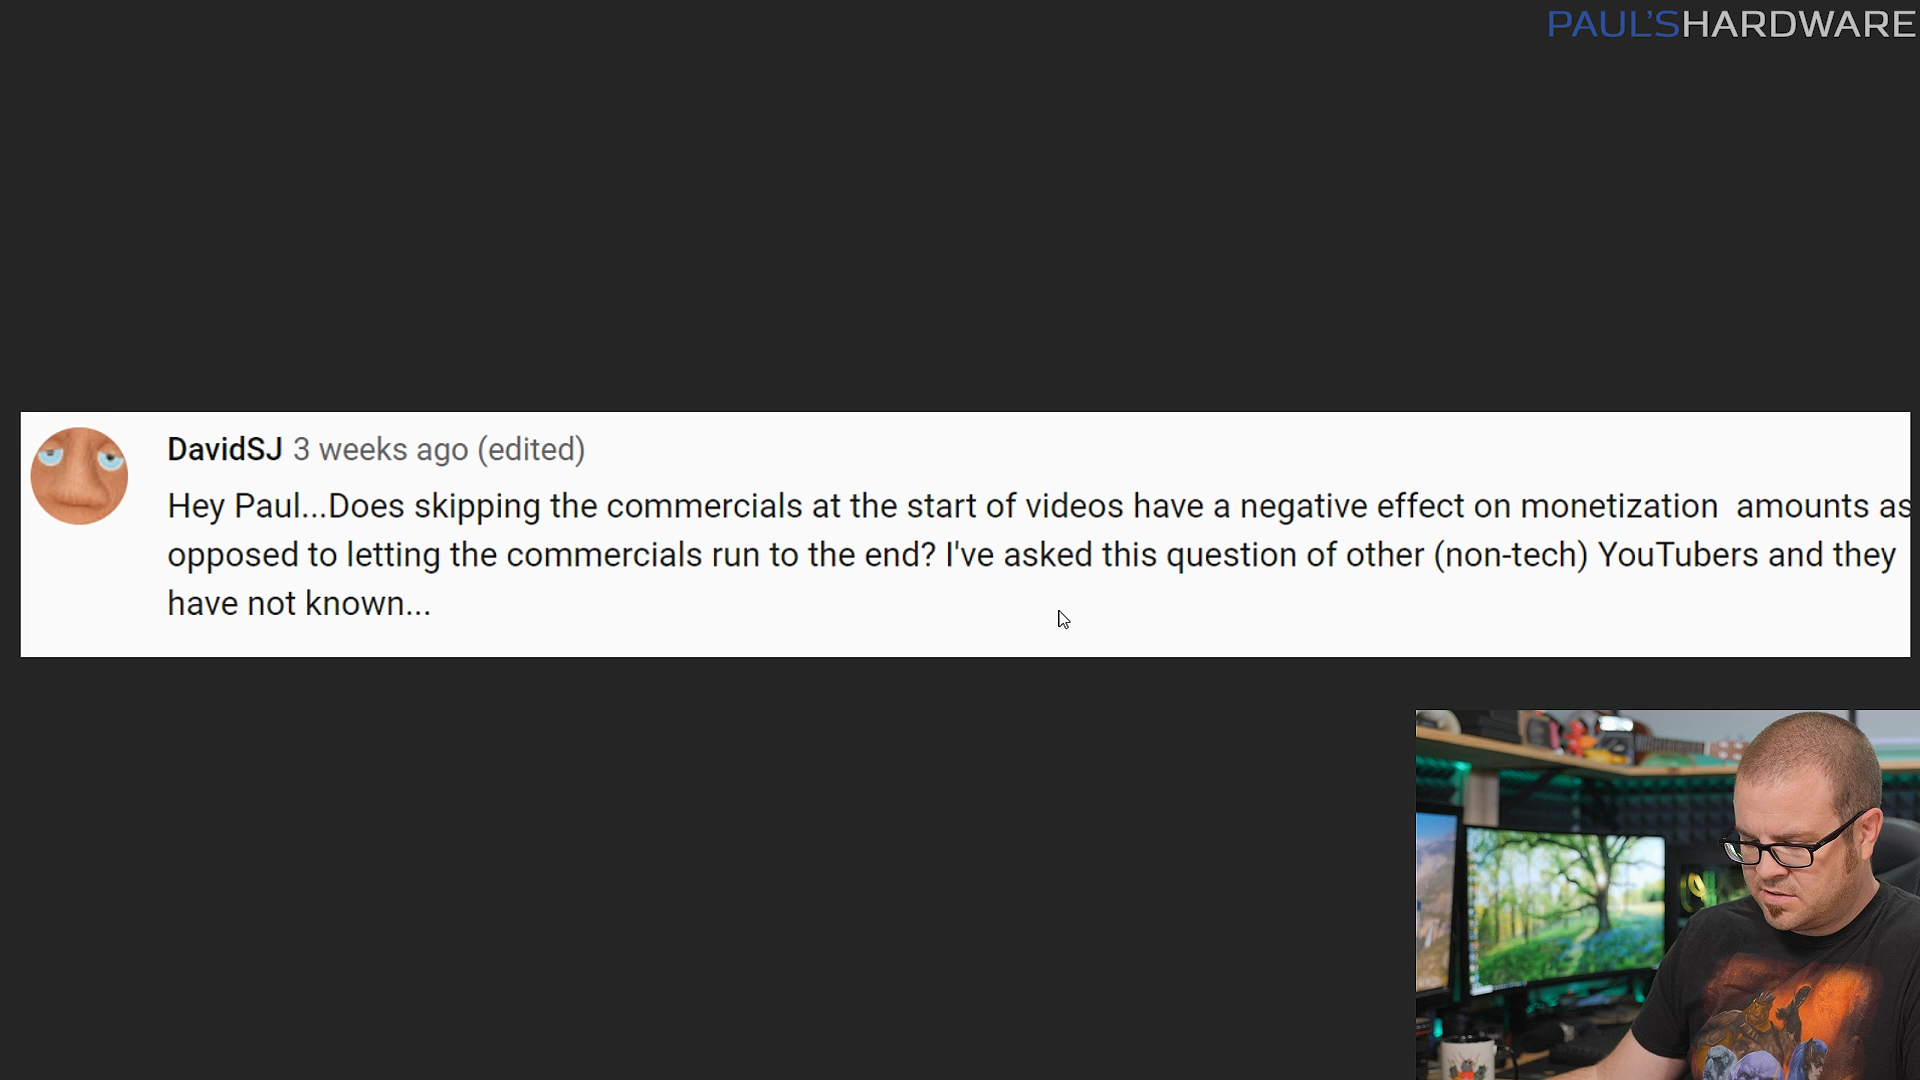 PAUL'SHARDWARE
DavidSJ 3 weeks ago (edited)
Hey Paul...Does skipping the commercials at the start of videos have a negative effect on monetization  amounts as
opposed to letting the commercials run to the end? I've asked this question of other (non-tech) YouTubers and they
have not known...